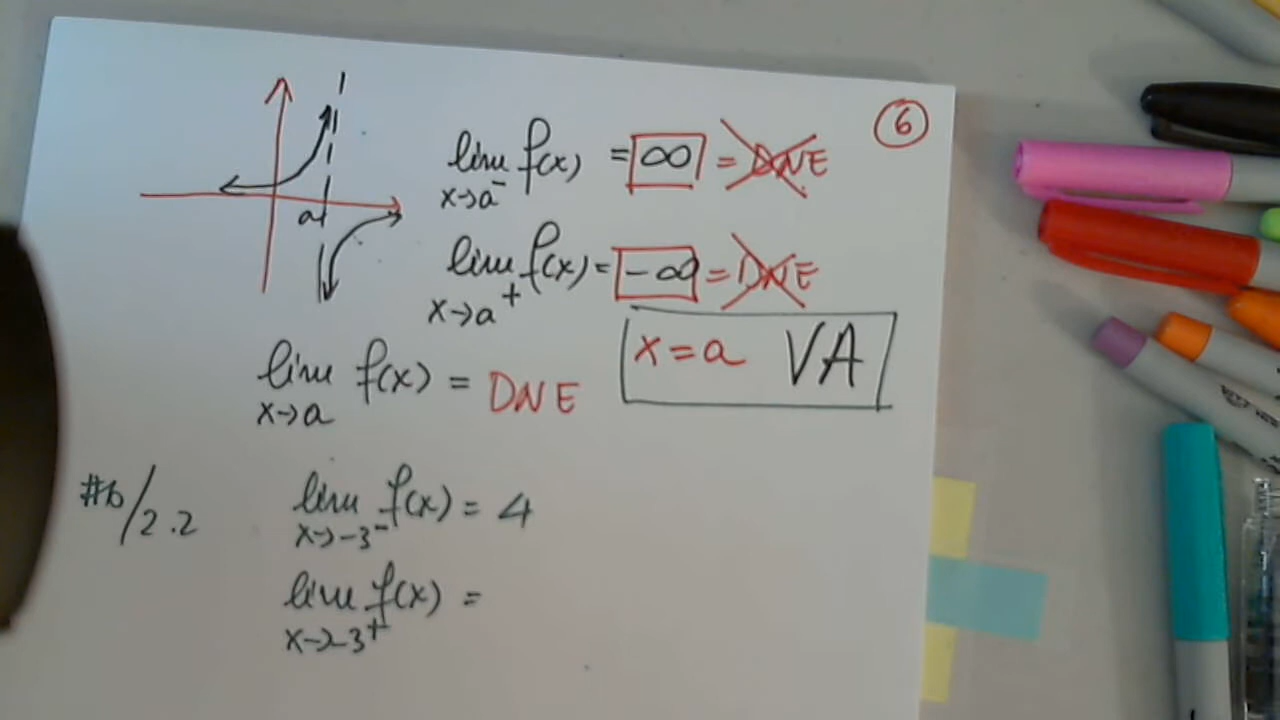 6
lim f(x) = ∞ = DNE
x→a⁻
a
lim f(x) = -∞ = DNE
x→a⁺
x=a VA
lim f(x) = DNE
x→a
#6/2.2
lim f(x) = 4
x→-3⁻
lim f(x) =
x→-3⁺